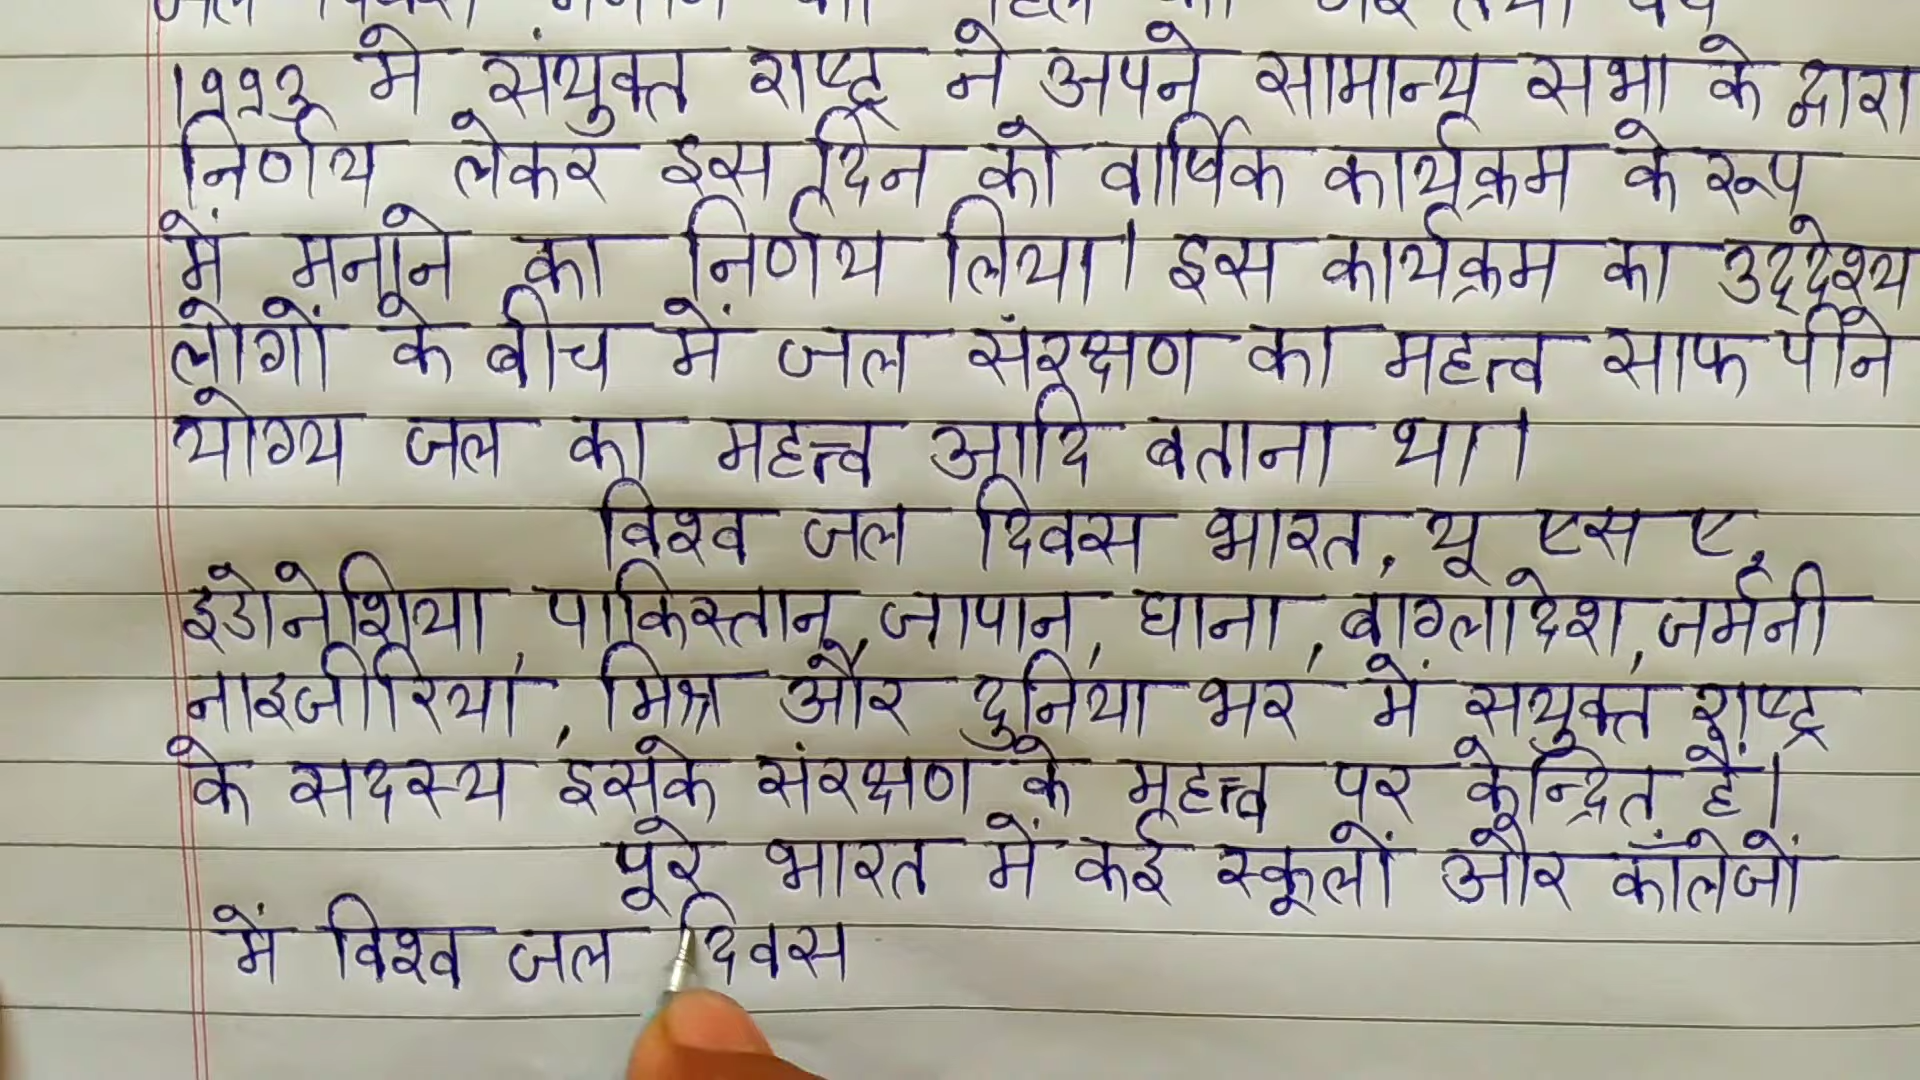 १९९३ मे संयुक्त राष्ट्र ने अपने सामान्य सभा के द्वारा
निर्णय लेकर इस दिन को वार्षिक कार्यक्रम के रूप
में मनाने का निर्णय लिया। इस कार्यक्रम का उद्देश्य
लोगों के बीच में जल संरक्षण का महत्त्व साफ पीने
योग्य जल का महत्त्व आदि बताना था।
विश्व जल दिवस भारत, यू एस ए,
इंडोनेशिया, पाकिस्तान, जापान, घाना, बांग्लादेश, जर्मनी
नाइजीरिया, मिश्र और दुनिया भर में संयुक्त राष्ट्र
के सदस्य इसके संरक्षण के महत्त्व पर केन्द्रित हैं।
पूरे भारत में कई स्कूलों और कॉलेजों
में विश्व जल दिवस